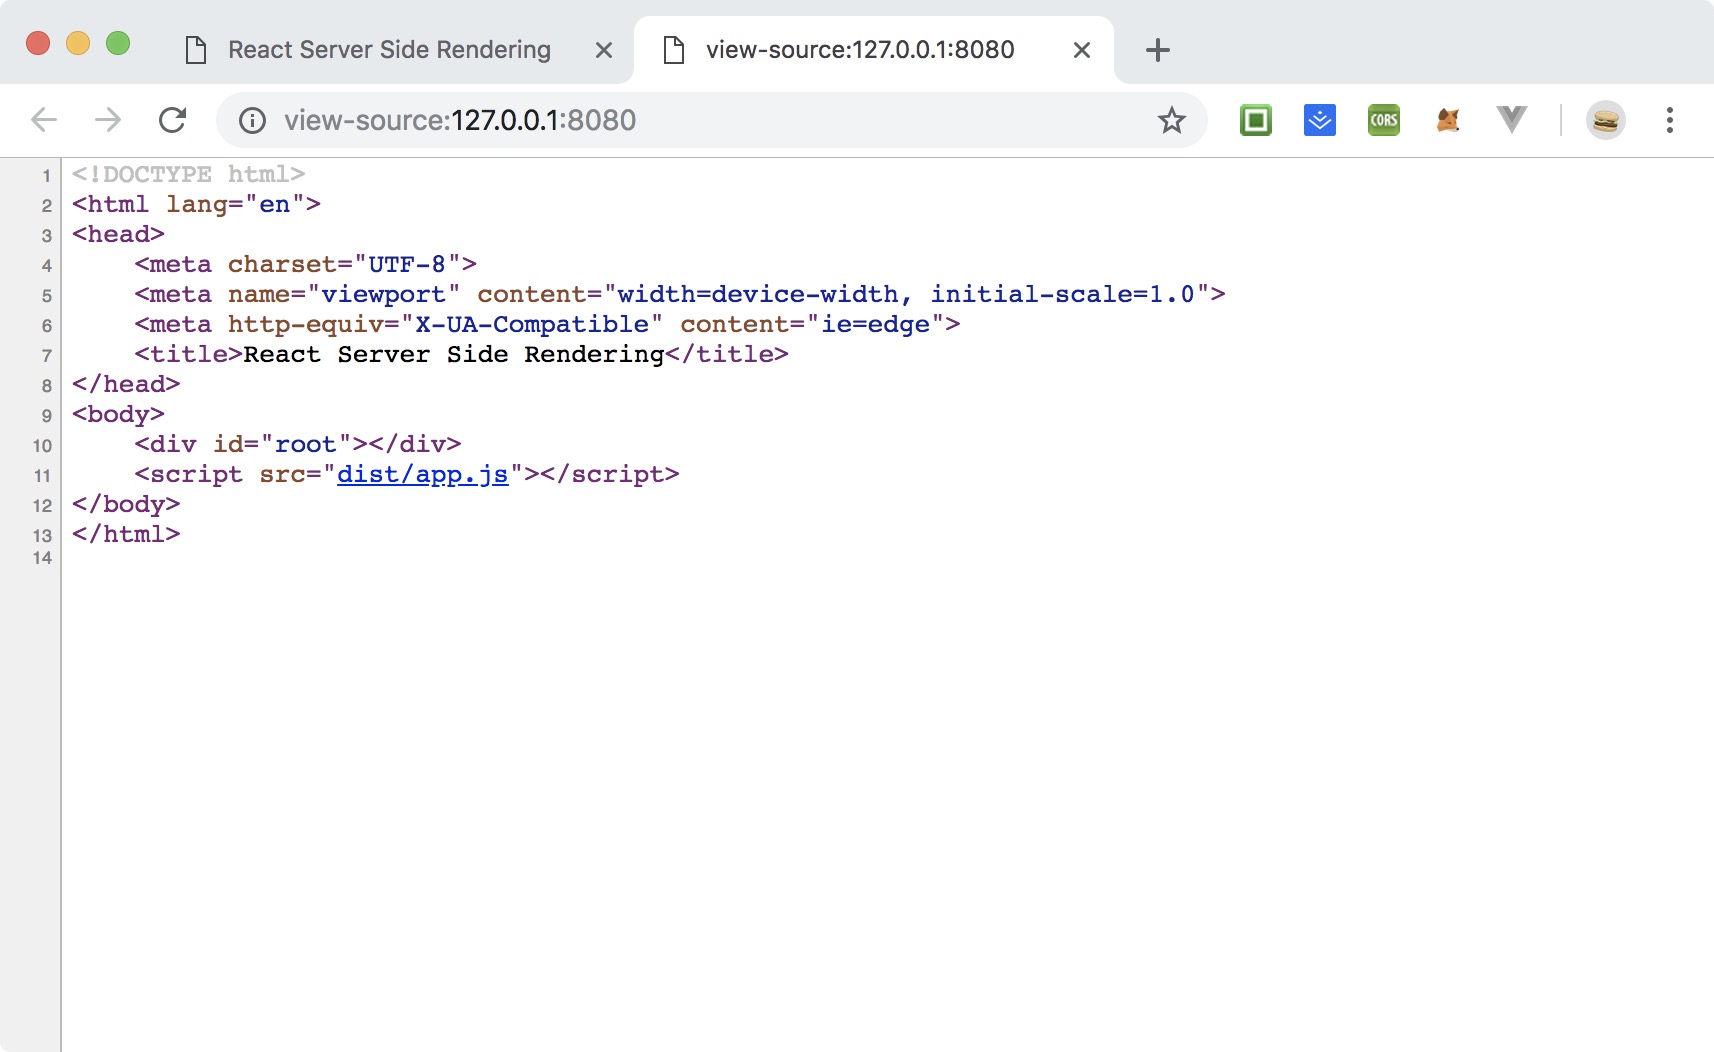 React Server Side Rendering
view-source:127.0.0.1:8080
view-source:127.0.0.1:8080
CORS
1 <!DOCTYPE html>
2 <html lang="en">
3 <head>
4     <meta charset="UTF-8">
5     <meta name="viewport" content="width=device-width, initial-scale=1.0">
6     <meta http-equiv="X-UA-Compatible" content="ie=edge">
7     <title>React Server Side Rendering</title>
8 </head>
9 <body>
10     <div id="root"></div>
11     <script src="dist/app.js"></script>
12 </body>
13 </html>
14